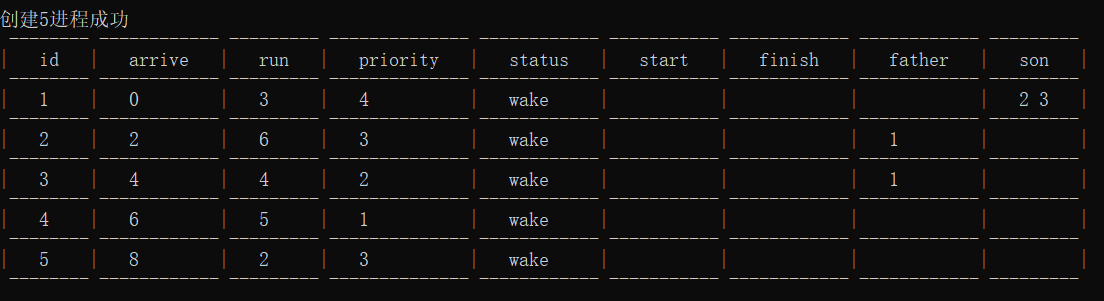 创建5进程成功
id arrive run priority status start finish father son
1 0 3 4 wake 2 3
2 2 6 3 wake 1
3 4 4 2 wake 1
4 6 5 1 wake
5 8 2 3 wake